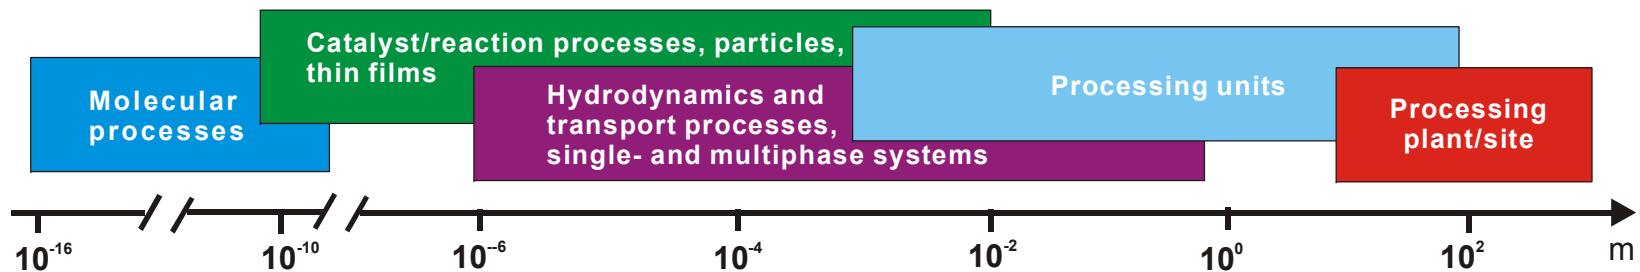 Catalyst/reaction processes, particles,
thin films
Molecular
processes
Hydrodynamics and
transport processes,
single- and multiphase systems
Processing units
Processing
plant/site
10⁻¹⁶ 10⁻¹⁰ 10⁻⁻⁶ 10⁻⁴ 10⁻² 10⁰ 10² m